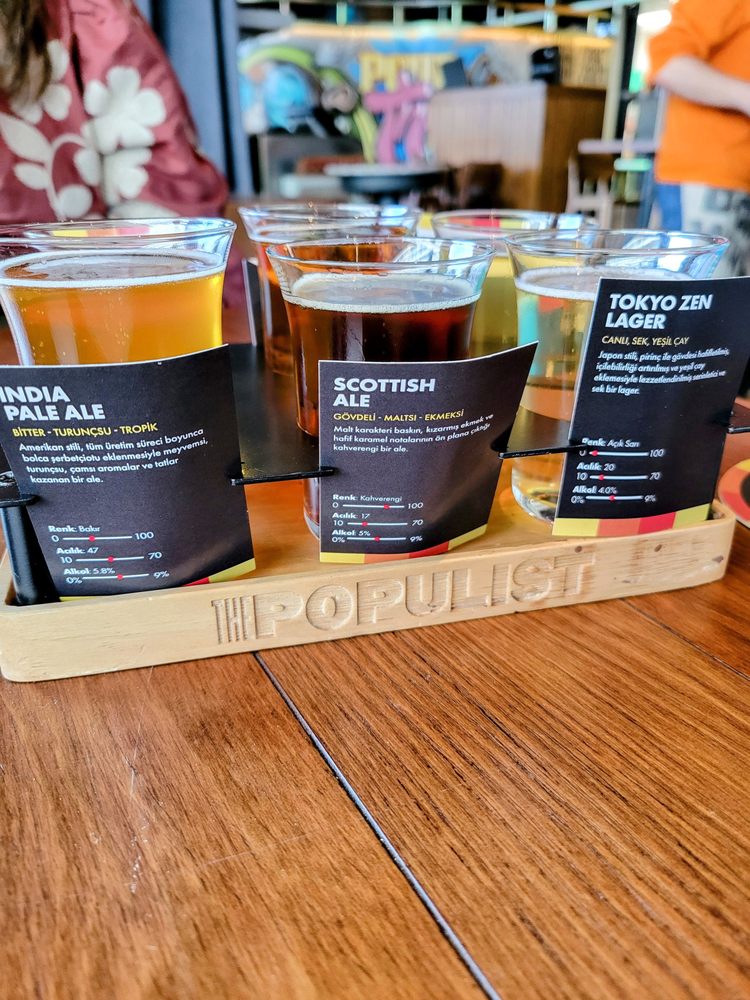 INDIA
PALE ALE
BITTER - TURUNÇSU - TROPİK
Amerikan stili, tüm üretim süreci boyunca
bolca şerbetçiotu eklenmesiyle meyvemsi,
turunçsu, çamsı aromalar ve tatlar
kazanan bir ale.
Renk: Bakır
0 100
Acılık: 47
10 70
Alkol: 5.8%
0% 9%
SCOTTISH
ALE
GÖVDELİ - MALTSI - EKMEKSİ
Malt karakteri baskın, kızarmış ekmek ve
hafif karamel notalarının ön plana çıktığı
kahverengi bir ale.
Renk: Kahverengi
0 100
Acılık: 17
10 70
Alkol: 5%
0% 9%
TOKYO ZEN
LAGER
CANLI, SEK, YEŞİL ÇAY
Japon stili, pirinç ile gövdesi hafifletilmiş,
içilebilirliği artırılmış ve yeşil çay
eklemesiyle lezzetlendirilmiş serinletici ve
sek bir lager.
Renk: Açık Sarı
0 100
Acılık: 20
10 70
Alkol: 4.0%
0% 9%
THE POPULIST